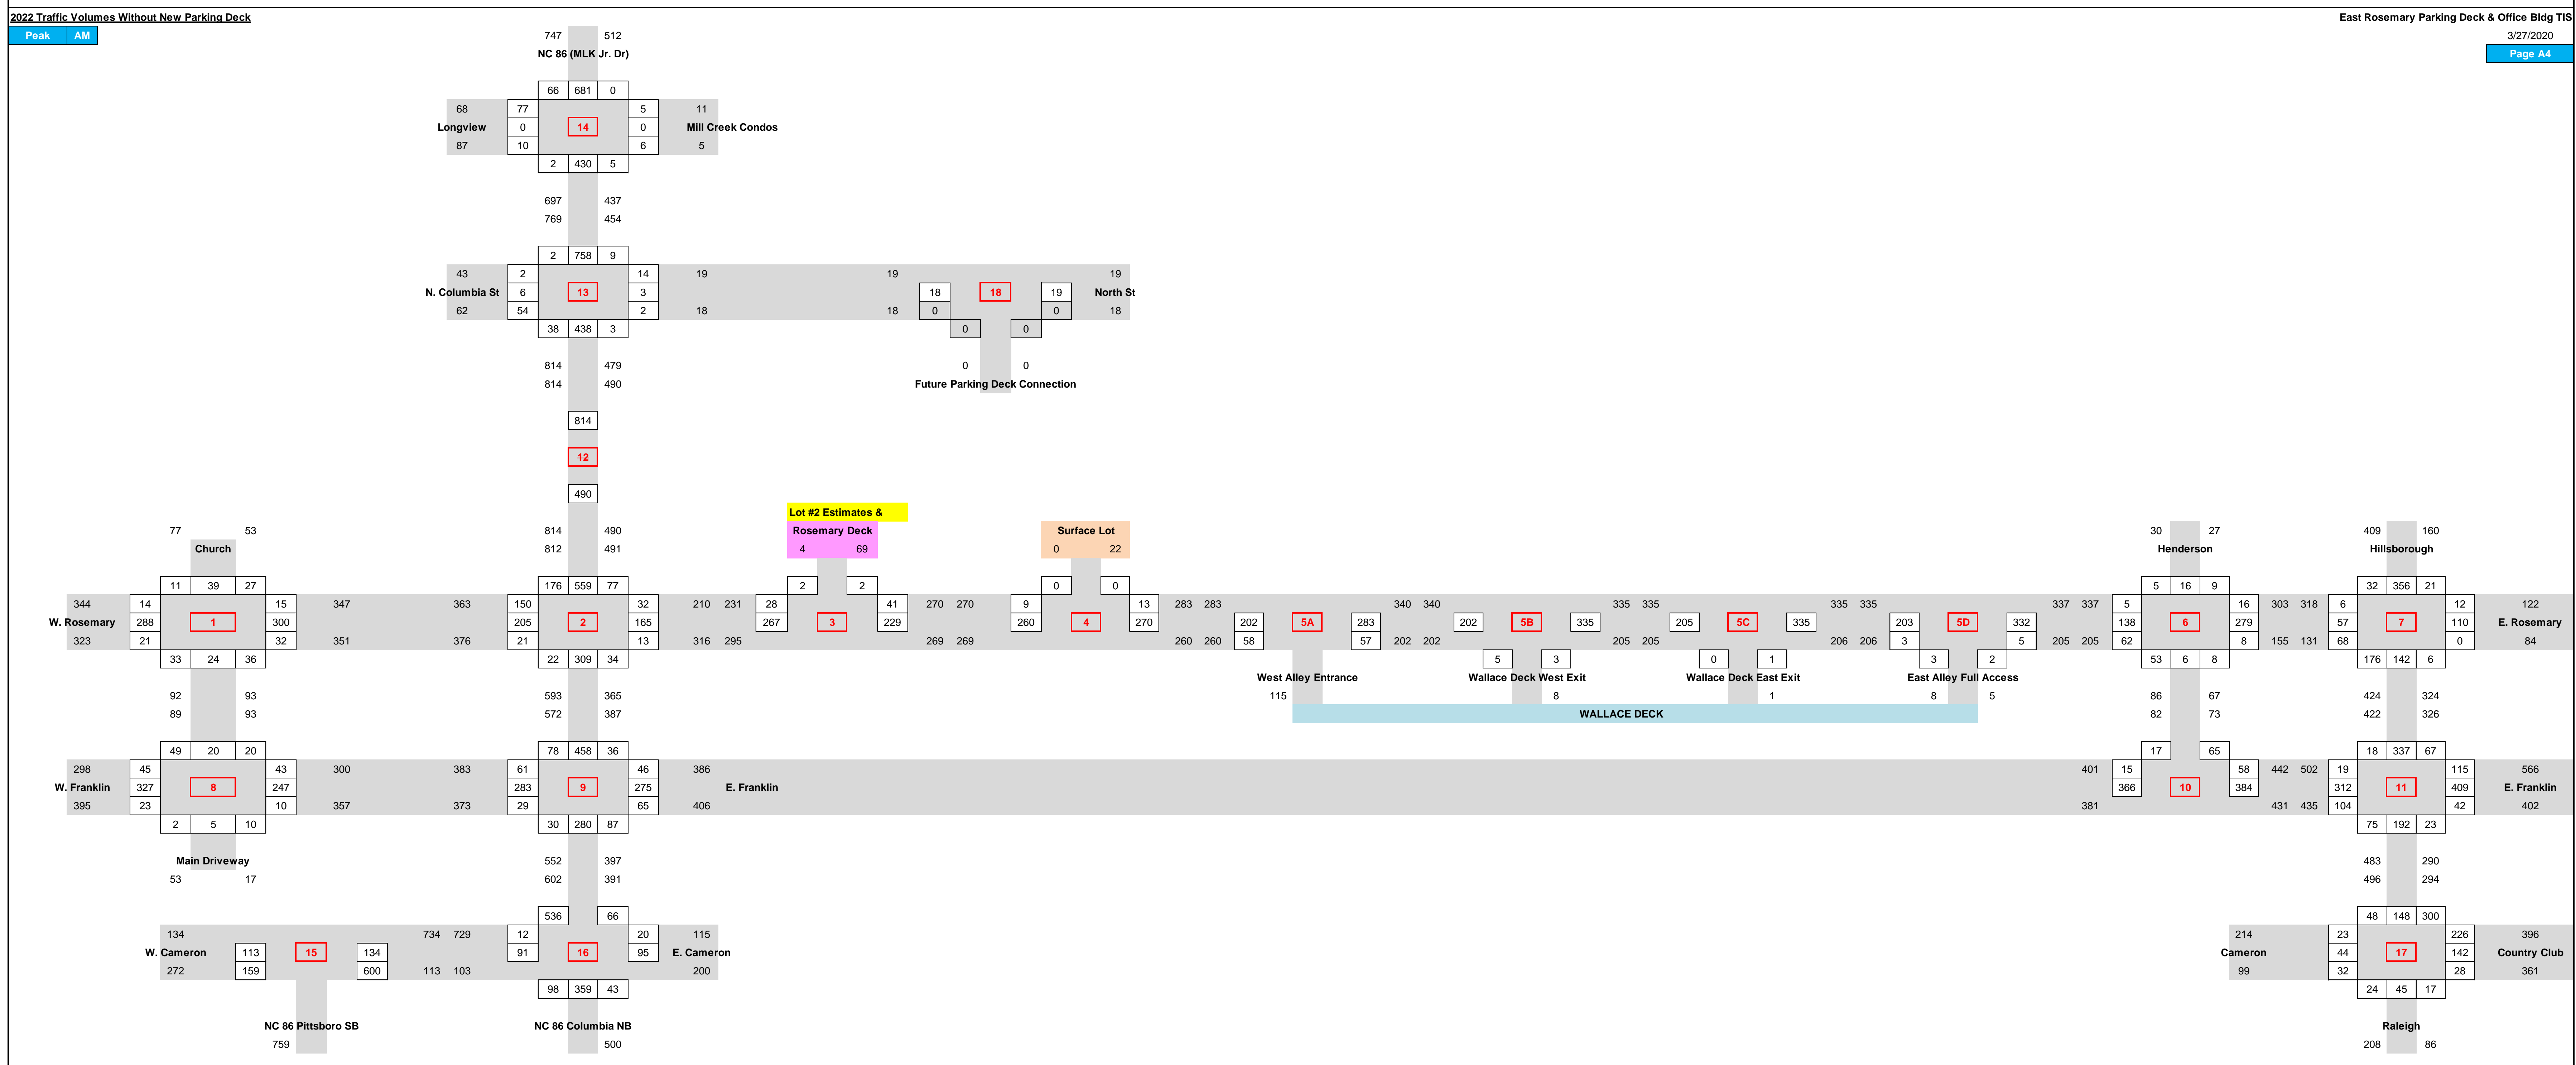 2022 Traffic Volumes Without New Parking Deck East Rosemary Parking Deck & Office Bldg TIS
Peak AM 747 512 3/27/2020
NC 86 (MLK Jr. Dr) Page A4
66 681 0
68 77 5 11
Longview 0 14 0 Mill Creek Condos
87 10 6 5
2 430 5
697 437
769 454
2 758 9
43 2 14 19 19 19
N. Columbia St 6 13 3 18 18 19 North St
62 54 2 18 18 0 0 18
38 438 3 0 0
814 479 0 0
814 490 Future Parking Deck Connection
814
12
490
Lot #2 Estimates &
77 53 814 490 Rosemary Deck Surface Lot 30 27 409 160
Church 812 491 4 69 0 22 Henderson Hillsborough
11 39 27 176 559 77 2 2 0 0 5 16 9 32 356 21
344 14 15 347 363 150 32 210 231 28 41 270 270 9 13 283 283 340 340 335 335 335 335 337 337 5 16 303 318 6 12 122
W. Rosemary 288 1 300 205 2 165 267 3 229 260 4 270 202 5A 283 202 5B 335 205 5C 335 203 5D 332 138 6 279 57 7 110 E. Rosemary
323 21 32 351 376 21 13 316 295 269 269 260 260 58 57 202 202 205 205 206 206 3 5 205 205 62 8 155 131 68 0 84
33 24 36 22 309 34 5 3 0 1 3 2 53 6 8 176 142 6
West Alley Entrance Wallace Deck West Exit Wallace Deck East Exit East Alley Full Access
92 93 593 365 115 8 1 8 5 86 67 424 324
89 93 572 387 WALLACE DECK 82 73 422 326
49 20 20 78 458 36 17 65 18 337 67
298 45 43 300 383 61 46 386 401 15 58 442 502 19 115 566
W. Franklin 327 8 247 283 9 275 E. Franklin 366 10 384 312 11 409 E. Franklin
395 23 10 357 373 29 65 406 381 431 435 104 42 402
2 5 10 30 280 87 75 192 23
Main Driveway 552 397 483 290
53 17 602 391 496 294
536 66 48 148 300
134 734 729 12 20 115 214 23 226 396
W. Cameron 113 15 134 91 16 95 E. Cameron Cameron 44 17 142 Country Club
272 159 600 113 103 200 99 32 28 361
98 359 43 24 45 17
NC 86 Pittsboro SB NC 86 Columbia NB Raleigh
759 500 208 86